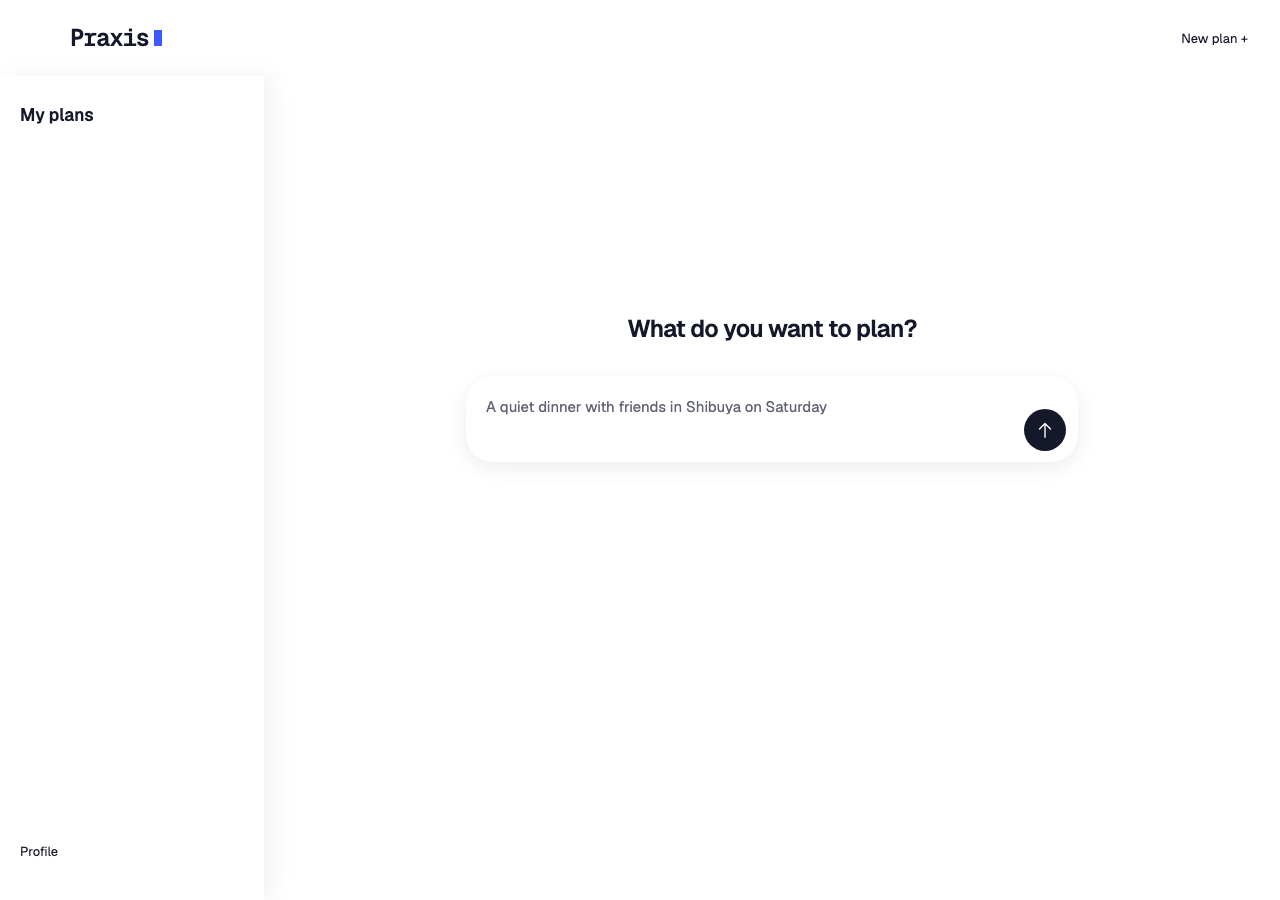 Praxis
New plan +
My plans
What do you want to plan?
A quiet dinner with friends in Shibuya on Saturday
Profile